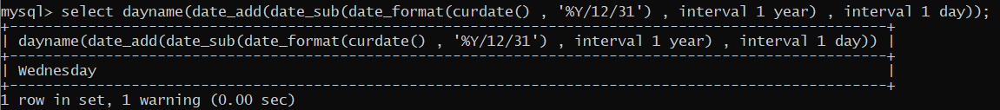 mysql> select dayname(date_add(date_sub(date_format(curdate() , '%Y/12/31') , interval 1 year) , interval 1 day));
+-----------------------------------------------------------------------------------------------------+
| dayname(date_add(date_sub(date_format(curdate() , '%Y/12/31') , interval 1 year) , interval 1 day)) |
+-----------------------------------------------------------------------------------------------------+
| Wednesday                                                                                           |
+-----------------------------------------------------------------------------------------------------+
1 row in set, 1 warning (0.00 sec)